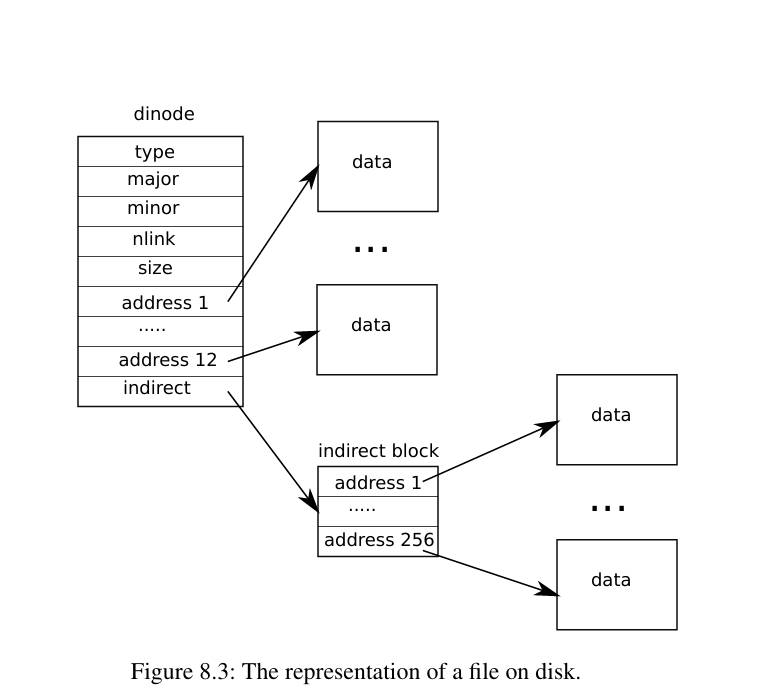 dinode
type
major
minor
nlink
size
address 1
.....
address 12
indirect
data
...
data
indirect block
address 1
.....
address 256
data
...
data
Figure 8.3: The representation of a file on disk.